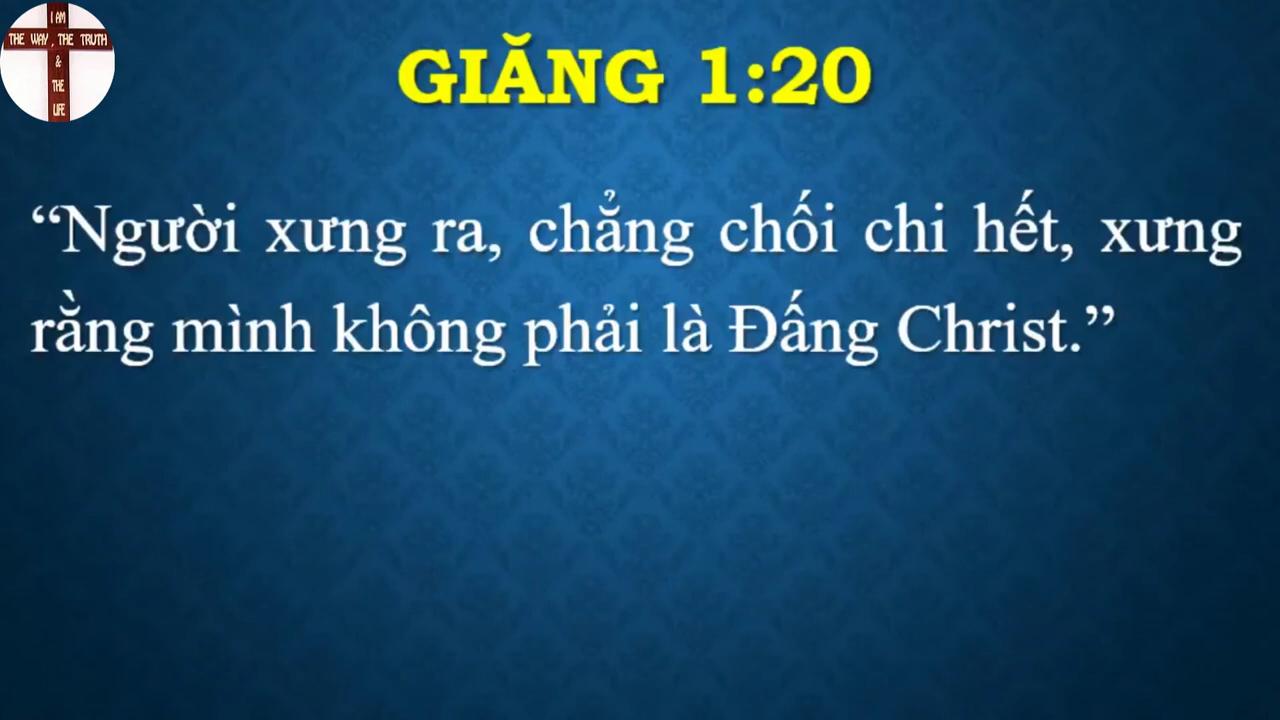 I AM
THE WAY, THE TRUTH
&
THE
LIFE
GIĂNG 1:20
“Người xưng ra, chẳng chối chi hết, xưng
rằng mình không phải là Đấng Christ.”